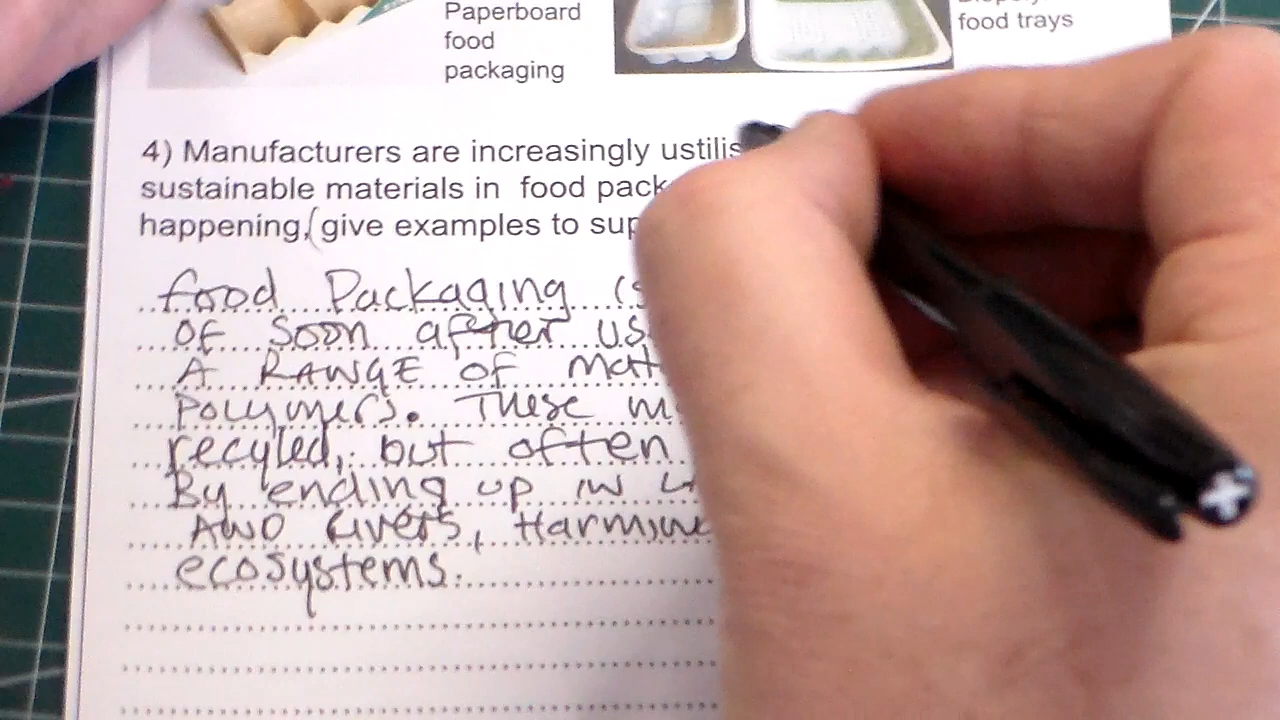 Paperboard
food
packaging
food trays
4) Manufacturers are increasingly ustilis
sustainable materials in food pack
happening, (give examples to sup
food Packaging is
OF Soon after us
A RANGE OF mat
Polymers. These m
recyled, but often
By ending up in
AND rivers, Harming
ecosystems.